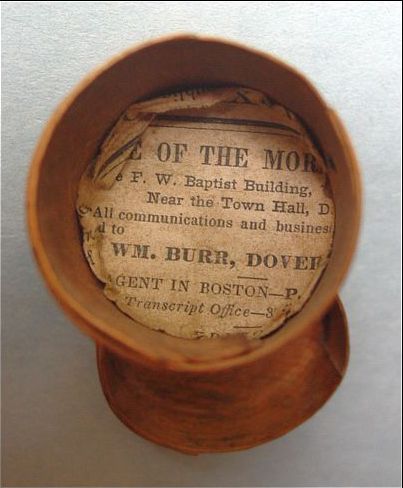 E OF THE MOR
e F. W. Baptist Building,
Near the Town Hall, D
All communications and busines
d to
WM. BURR, DOVER
GENT IN BOSTON—P.
Transcript Office—3